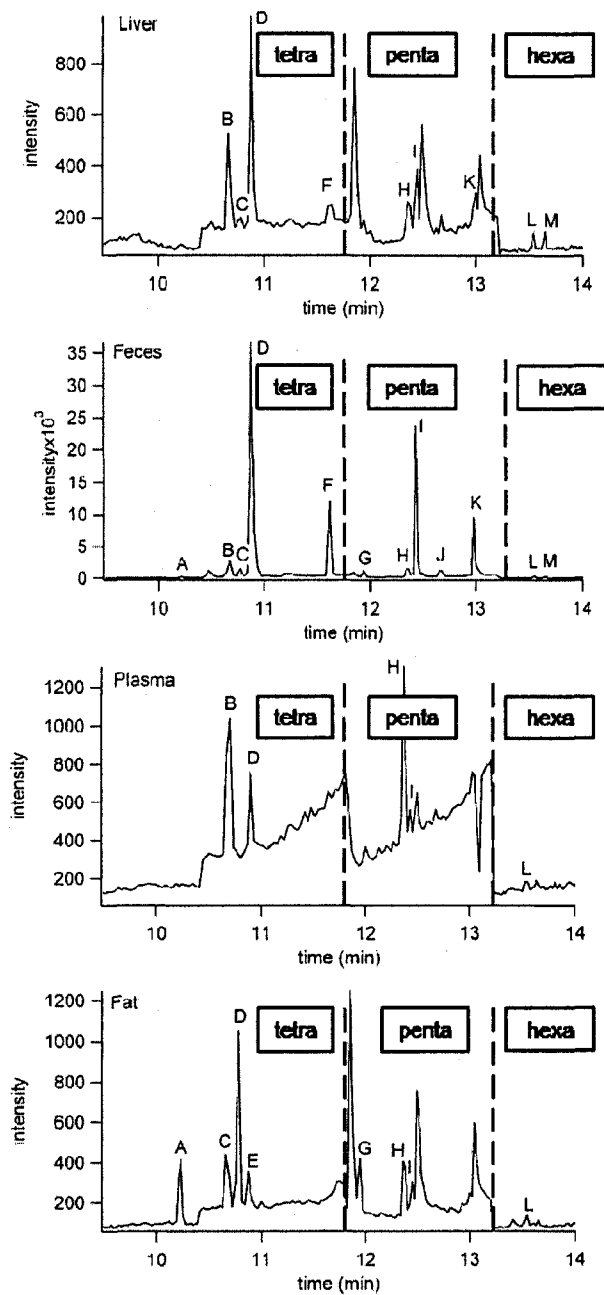 Liver
D
tetra
penta
hexa
800
600
400
200
intensity
B
C
F
H
I
K
L
M
10
11
12
13
14
time (min)
Feces
D
tetra
penta
hexa
35
30
25
20
15
10
5
0
intensityx10³
A
B
C
F
G
H
I
J
K
L
M
10
11
12
13
14
time (min)
Plasma
H
tetra
penta
hexa
1200
1000
800
600
400
200
intensity
B
D
I
L
10
11
12
13
14
time (min)
Fat
tetra
penta
hexa
1200
1000
800
600
400
200
intensity
A
C
D
E
G
H
I
L
10
11
12
13
14
time (min)